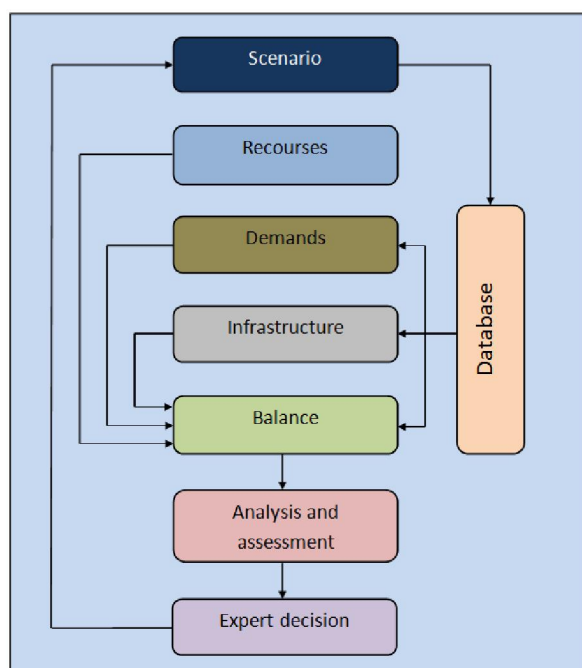 Scenario
Recourses
Demands
Infrastructure
Database
Balance
Analysis and
assessment
Expert decision